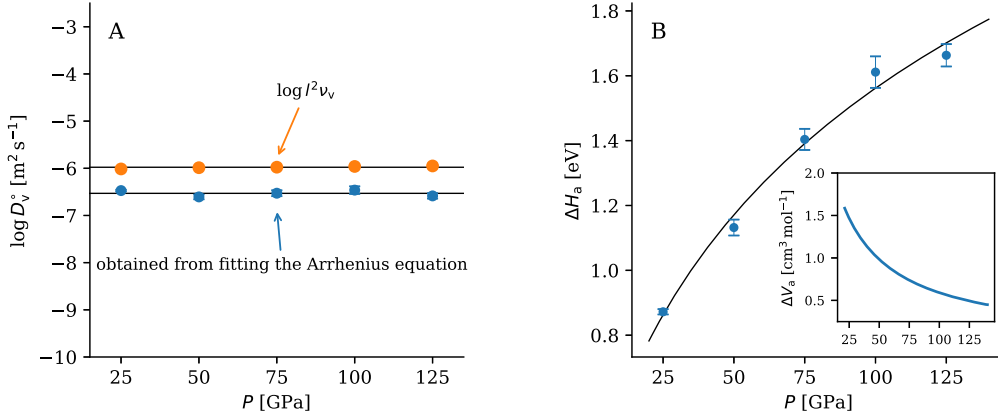 A
log l²νᵥ
obtained from fitting the Arrhenius equation
−3
−4
−5
−6
−7
−8
−9
−10
log D°ᵥ [m² s⁻¹]
25 50 75 100 125
P [GPa]
B
1.8
1.6
1.4
1.2
1.0
0.8
ΔHₐ [eV]
25 50 75 100 125
P [GPa]
2.0
1.5
1.0
0.5
ΔVₐ [cm³ mol⁻¹]
25 50 75 100 125